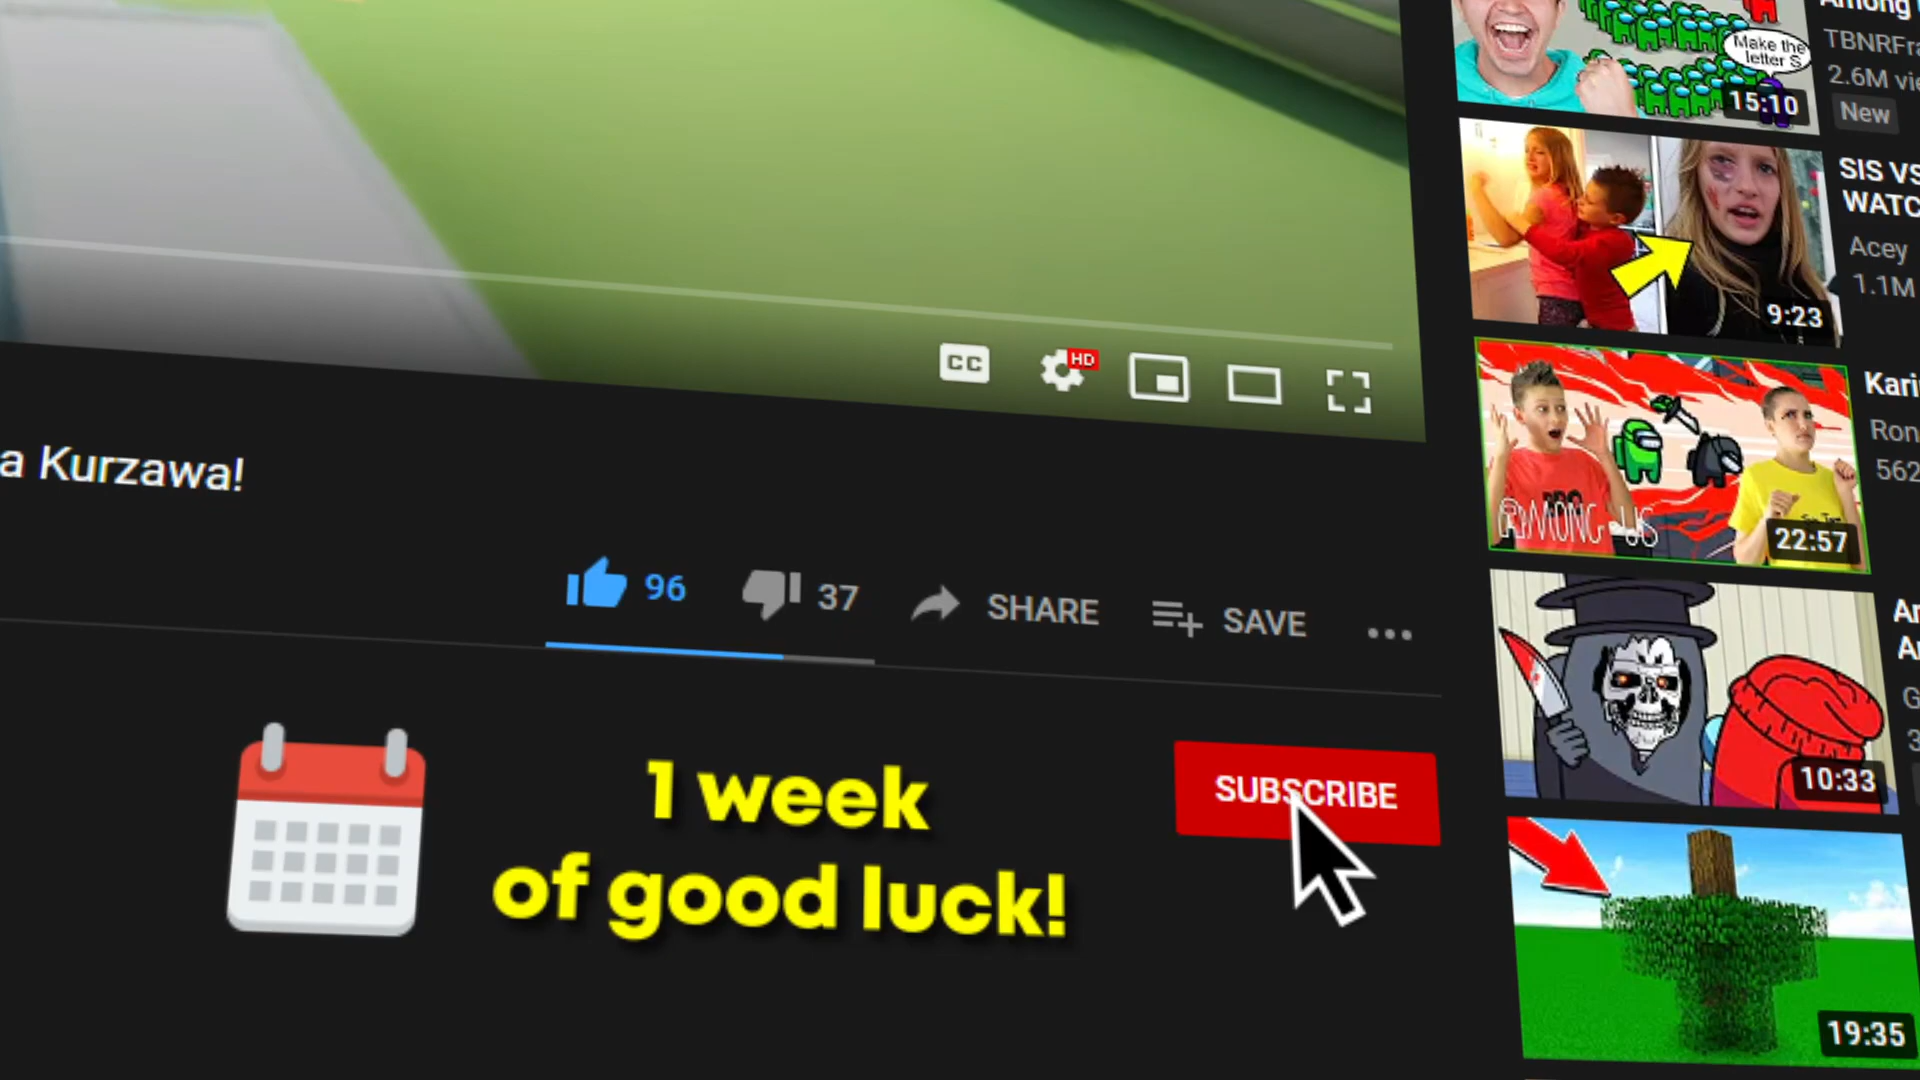 Among
TBNRFra
2.6M vie
New
Make the
letter S
15:10
SIS VS
WATC
Acey
1.1M
9:23
CC
HD
a Kurzawa!
Kari
Ron
562
AMONG US
22:57
96
37
SHARE
SAVE
An
A
G
3
10:33
1 week
of good luck!
SUBSCRIBE
19:35